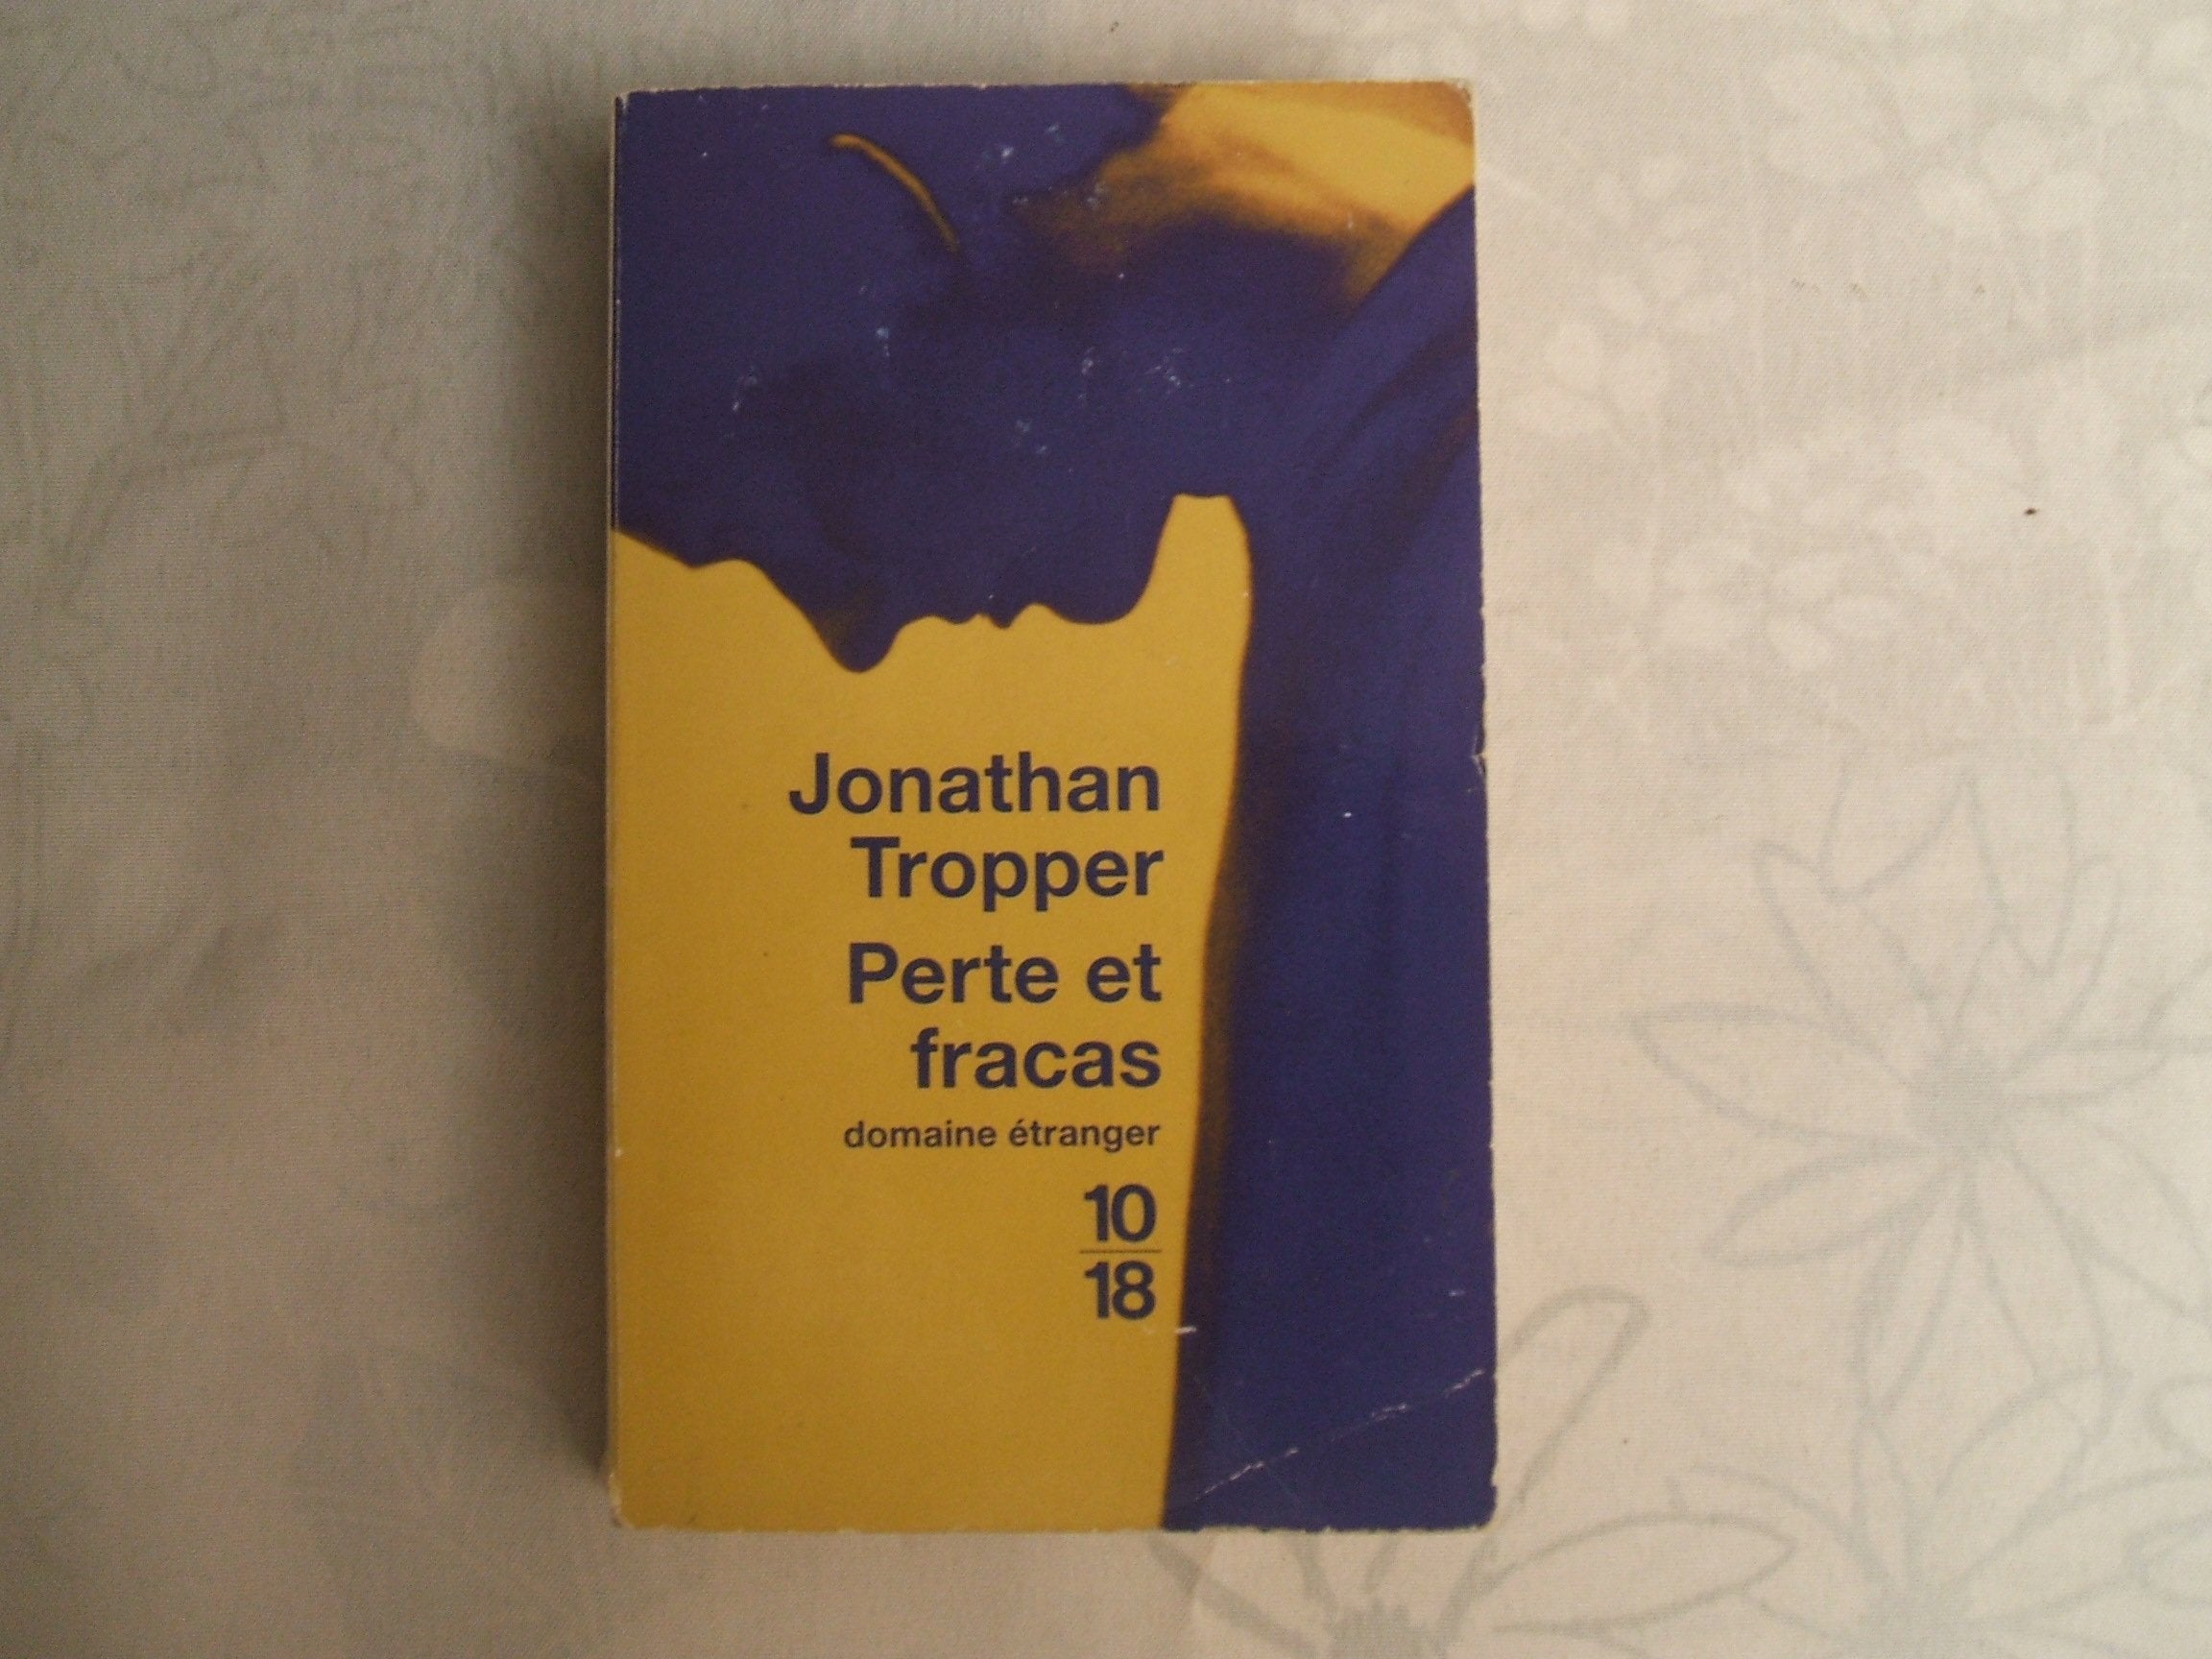 Jonathan
Tropper
Perte et
fracas
domaine étranger
10
18